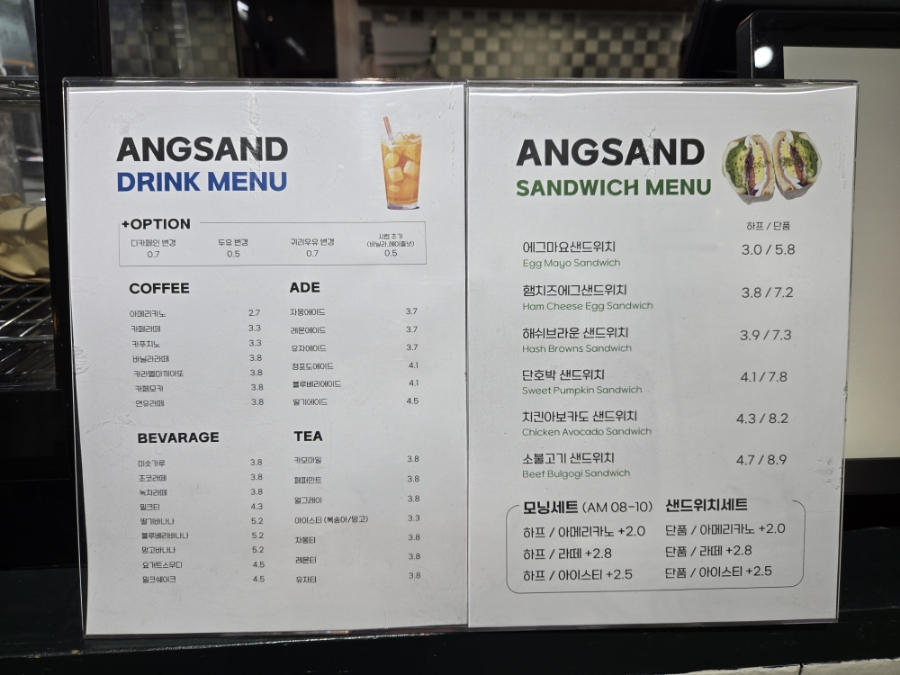 ANGSAND
DRINK MENU
+OPTION
디카페인 변경 두유 변경 귀리우유 변경 시럽 추가
(바닐라, 헤이즐넛)
0.7 0.5 0.7 0.5
COFFEE
아메리카노 2.7
카페라떼 3.3
카푸치노 3.3
바닐라라떼 3.8
카라멜마끼아또 3.8
카페모카 3.8
연유라떼 3.8
ADE
자몽에이드 3.7
레몬에이드 3.7
유자에이드 3.7
청포도에이드 4.1
블루베리에이드 4.1
딸기에이드 4.5
BEVARAGE
미숫가루 3.8
초코라떼 3.8
녹차라떼 3.8
밀크티 4.3
딸기바나나 5.2
블루베리바나나 5.2
망고바나나 5.2
요거트스무디 4.5
밀크쉐이크 4.5
TEA
카모마일 3.8
페퍼민트 3.8
얼그레이 3.8
아이스티 (복숭아/망고) 3.3
자몽티 3.8
레몬티 3.8
유자티 3.8
ANGSAND
SANDWICH MENU
하프 / 단품
에그마요샌드위치 3.0 / 5.8
Egg Mayo Sandwich
햄치즈에그샌드위치 3.8 / 7.2
Ham Cheese Egg Sandwich
해쉬브라운 샌드위치 3.9 / 7.3
Hash Browns Sandwich
단호박 샌드위치 4.1 / 7.8
Sweet Pumpkin Sandwich
치킨아보카도 샌드위치 4.3 / 8.2
Chicken Avocado Sandwich
소불고기 샌드위치 4.7 / 8.9
Beef Bulgogi Sandwich
모닝세트 (AM 08-10)
하프 / 아메리카노 +2.0
하프 / 라떼 +2.8
하프 / 아이스티 +2.5
샌드위치세트
단품 / 아메리카노 +2.0
단품 / 라떼 +2.8
단품 / 아이스티 +2.5